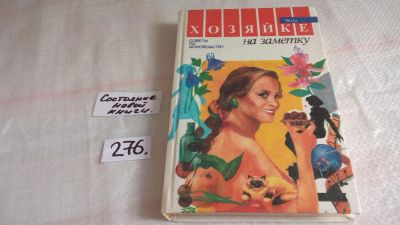 ХОЗЯЙКЕ
на заметку
СОВЕТЫ
ПО
ДОМОВОДСТВУ
Состояние
новой
книги.
276.